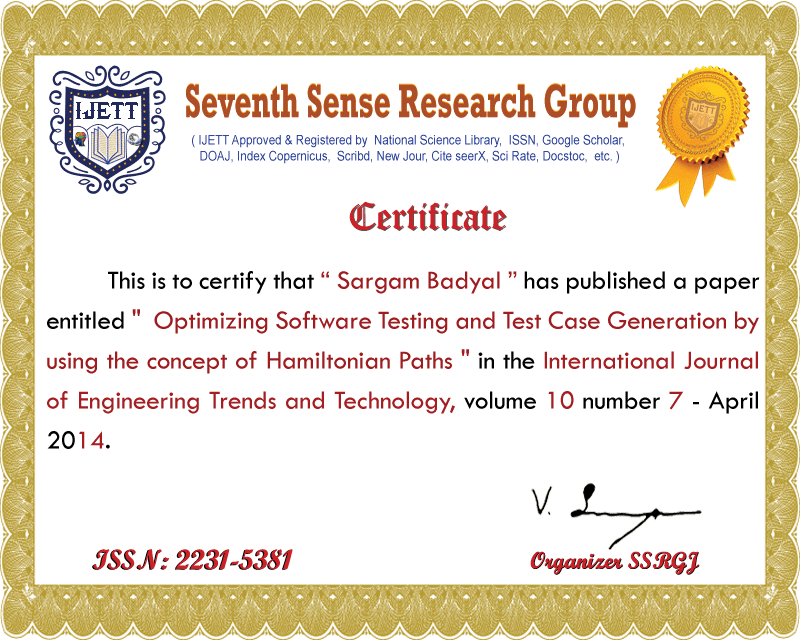 IJETT
Seventh Sense Research Group
IJETT
( IJETT Approved & Registered by National Science Library, ISSN, Google Scholar,
DOAJ, Index Copernicus, Scribd, New Jour, Cite seerX, Sci Rate, Docstoc, etc. )
Certificate
This is to certify that “ Sargam Badyal ” has published a paper
entitled " Optimizing Software Testing and Test Case Generation by
using the concept of Hamiltonian Paths " in the International Journal
of Engineering Trends and Technology, volume 10 number 7 - April
2014.
V.
ISSN: 2231-5381
Organizer SSRGJ